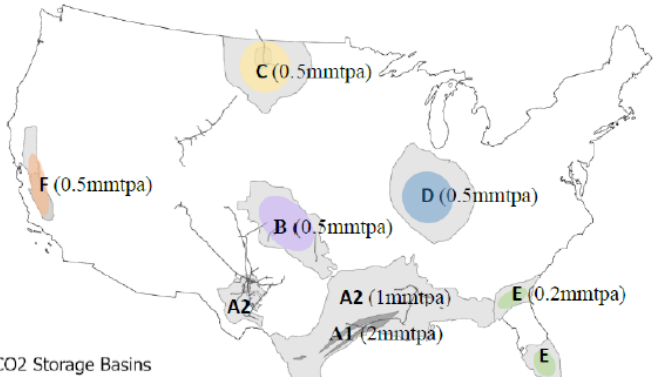 C (0.5mmtpa)
F (0.5mmtpa)
D (0.5mmtpa)
B (0.5mmtpa)
A2
A2 (1mmtpa)
E (0.2mmtpa)
A1 (2mmtpa)
E
CO2 Storage Basins